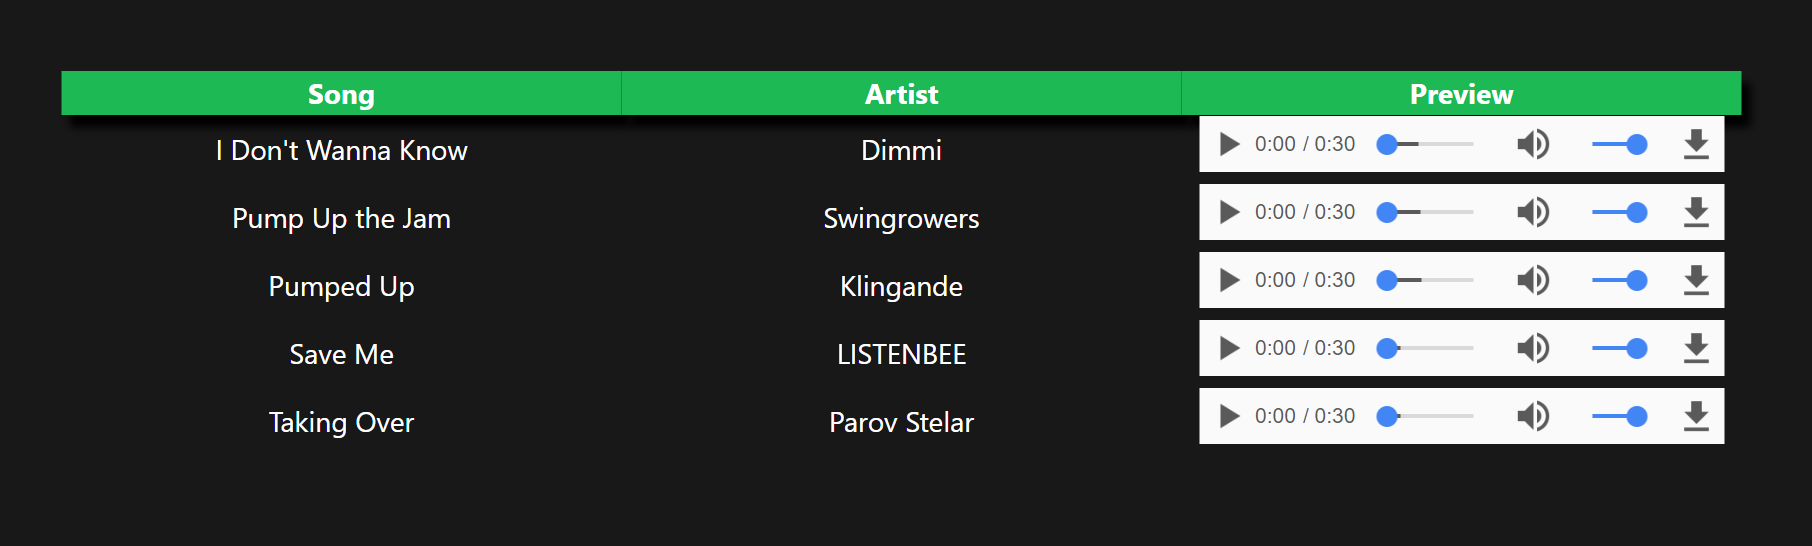 Song Artist Preview
I Don't Wanna Know Dimmi 0:00 / 0:30
Pump Up the Jam Swingrowers 0:00 / 0:30
Pumped Up Klingande 0:00 / 0:30
Save Me LISTENBEE 0:00 / 0:30
Taking Over Parov Stelar 0:00 / 0:30